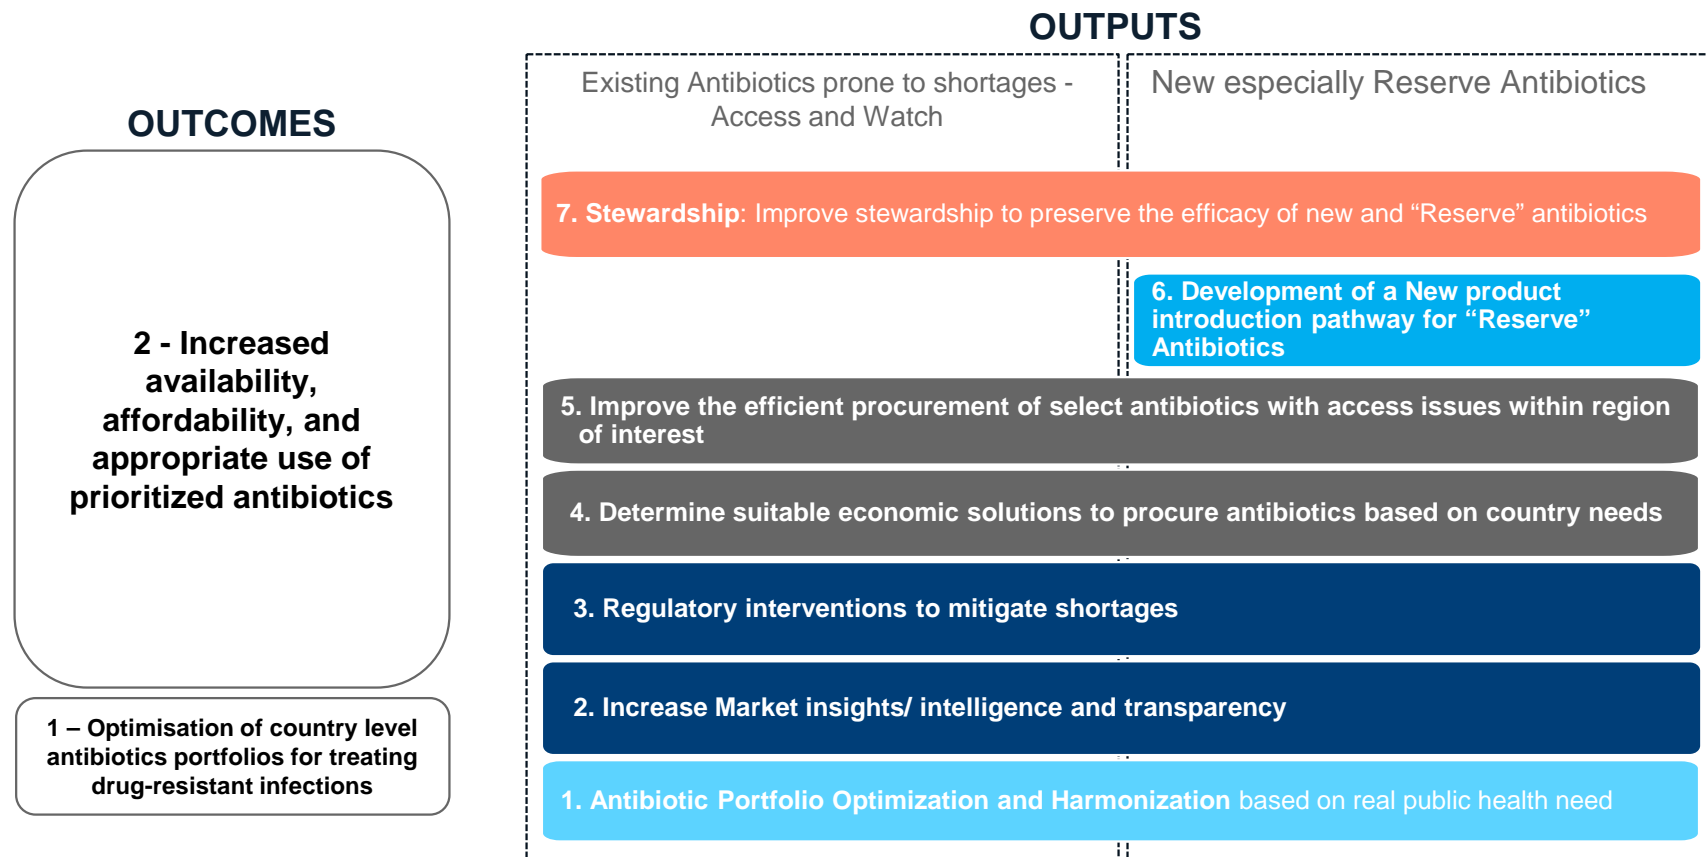 OUTPUTS
OUTCOMES
Existing Antibiotics prone to shortages -
Access and Watch
New especially Reserve Antibiotics
7. Stewardship: Improve stewardship to preserve the efficacy of new and “Reserve” antibiotics
6. Development of a New product
introduction pathway for “Reserve”
Antibiotics
2 - Increased
availability,
affordability, and
appropriate use of
prioritized antibiotics
5. Improve the efficient procurement of select antibiotics with access issues within region
of interest
4. Determine suitable economic solutions to procure antibiotics based on country needs
3. Regulatory interventions to mitigate shortages
2. Increase Market insights/ intelligence and transparency
1 – Optimisation of country level
antibiotics portfolios for treating
drug-resistant infections
1. Antibiotic Portfolio Optimization and Harmonization based on real public health need